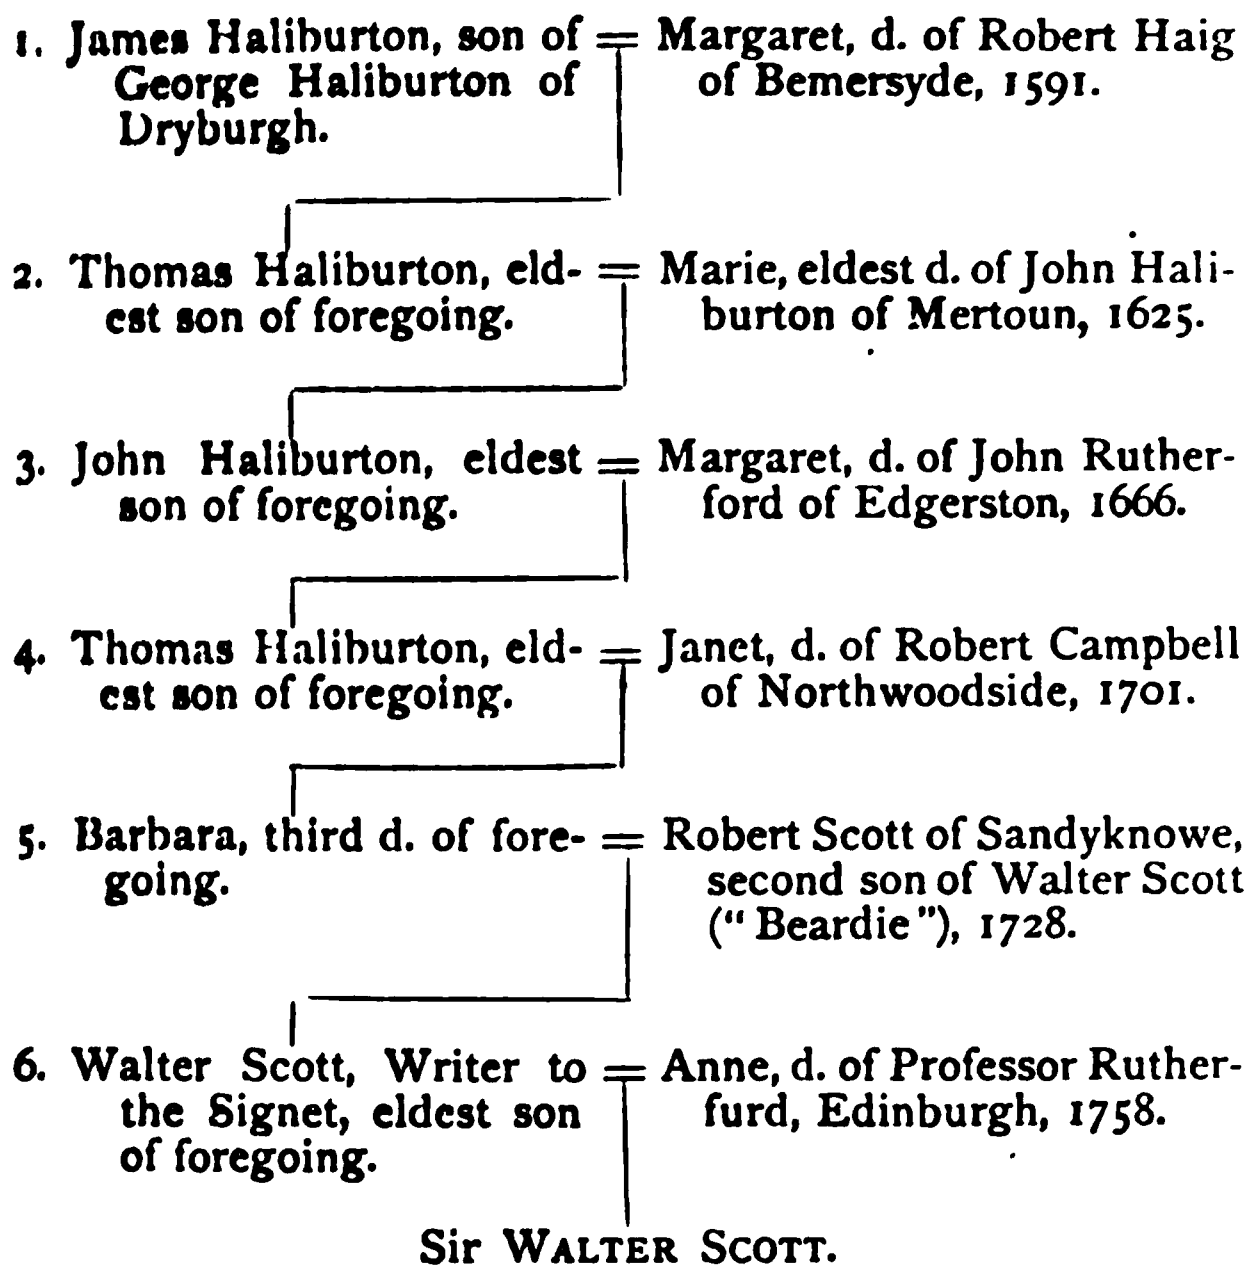 1. James Haliburton, son of = Margaret, d. of Robert Haig
George Haliburton of of Bemersyde, 1591.
Dryburgh.
2. Thomas Haliburton, eld- = Marie, eldest d. of John Hali-
est son of foregoing. burton of Mertoun, 1625.
3. John Haliburton, eldest = Margaret, d. of John Ruther-
son of foregoing. ford of Edgerston, 1666.
4. Thomas Haliburton, eld- = Janet, d. of Robert Campbell
est son of foregoing. of Northwoodside, 1701.
5. Barbara, third d. of fore- = Robert Scott of Sandyknowe,
going. second son of Walter Scott
("Beardie"), 1728.
6. Walter Scott, Writer to = Anne, d. of Professor Ruther-
the Signet, eldest son furd, Edinburgh, 1758.
of foregoing.
Sir WALTER SCOTT.